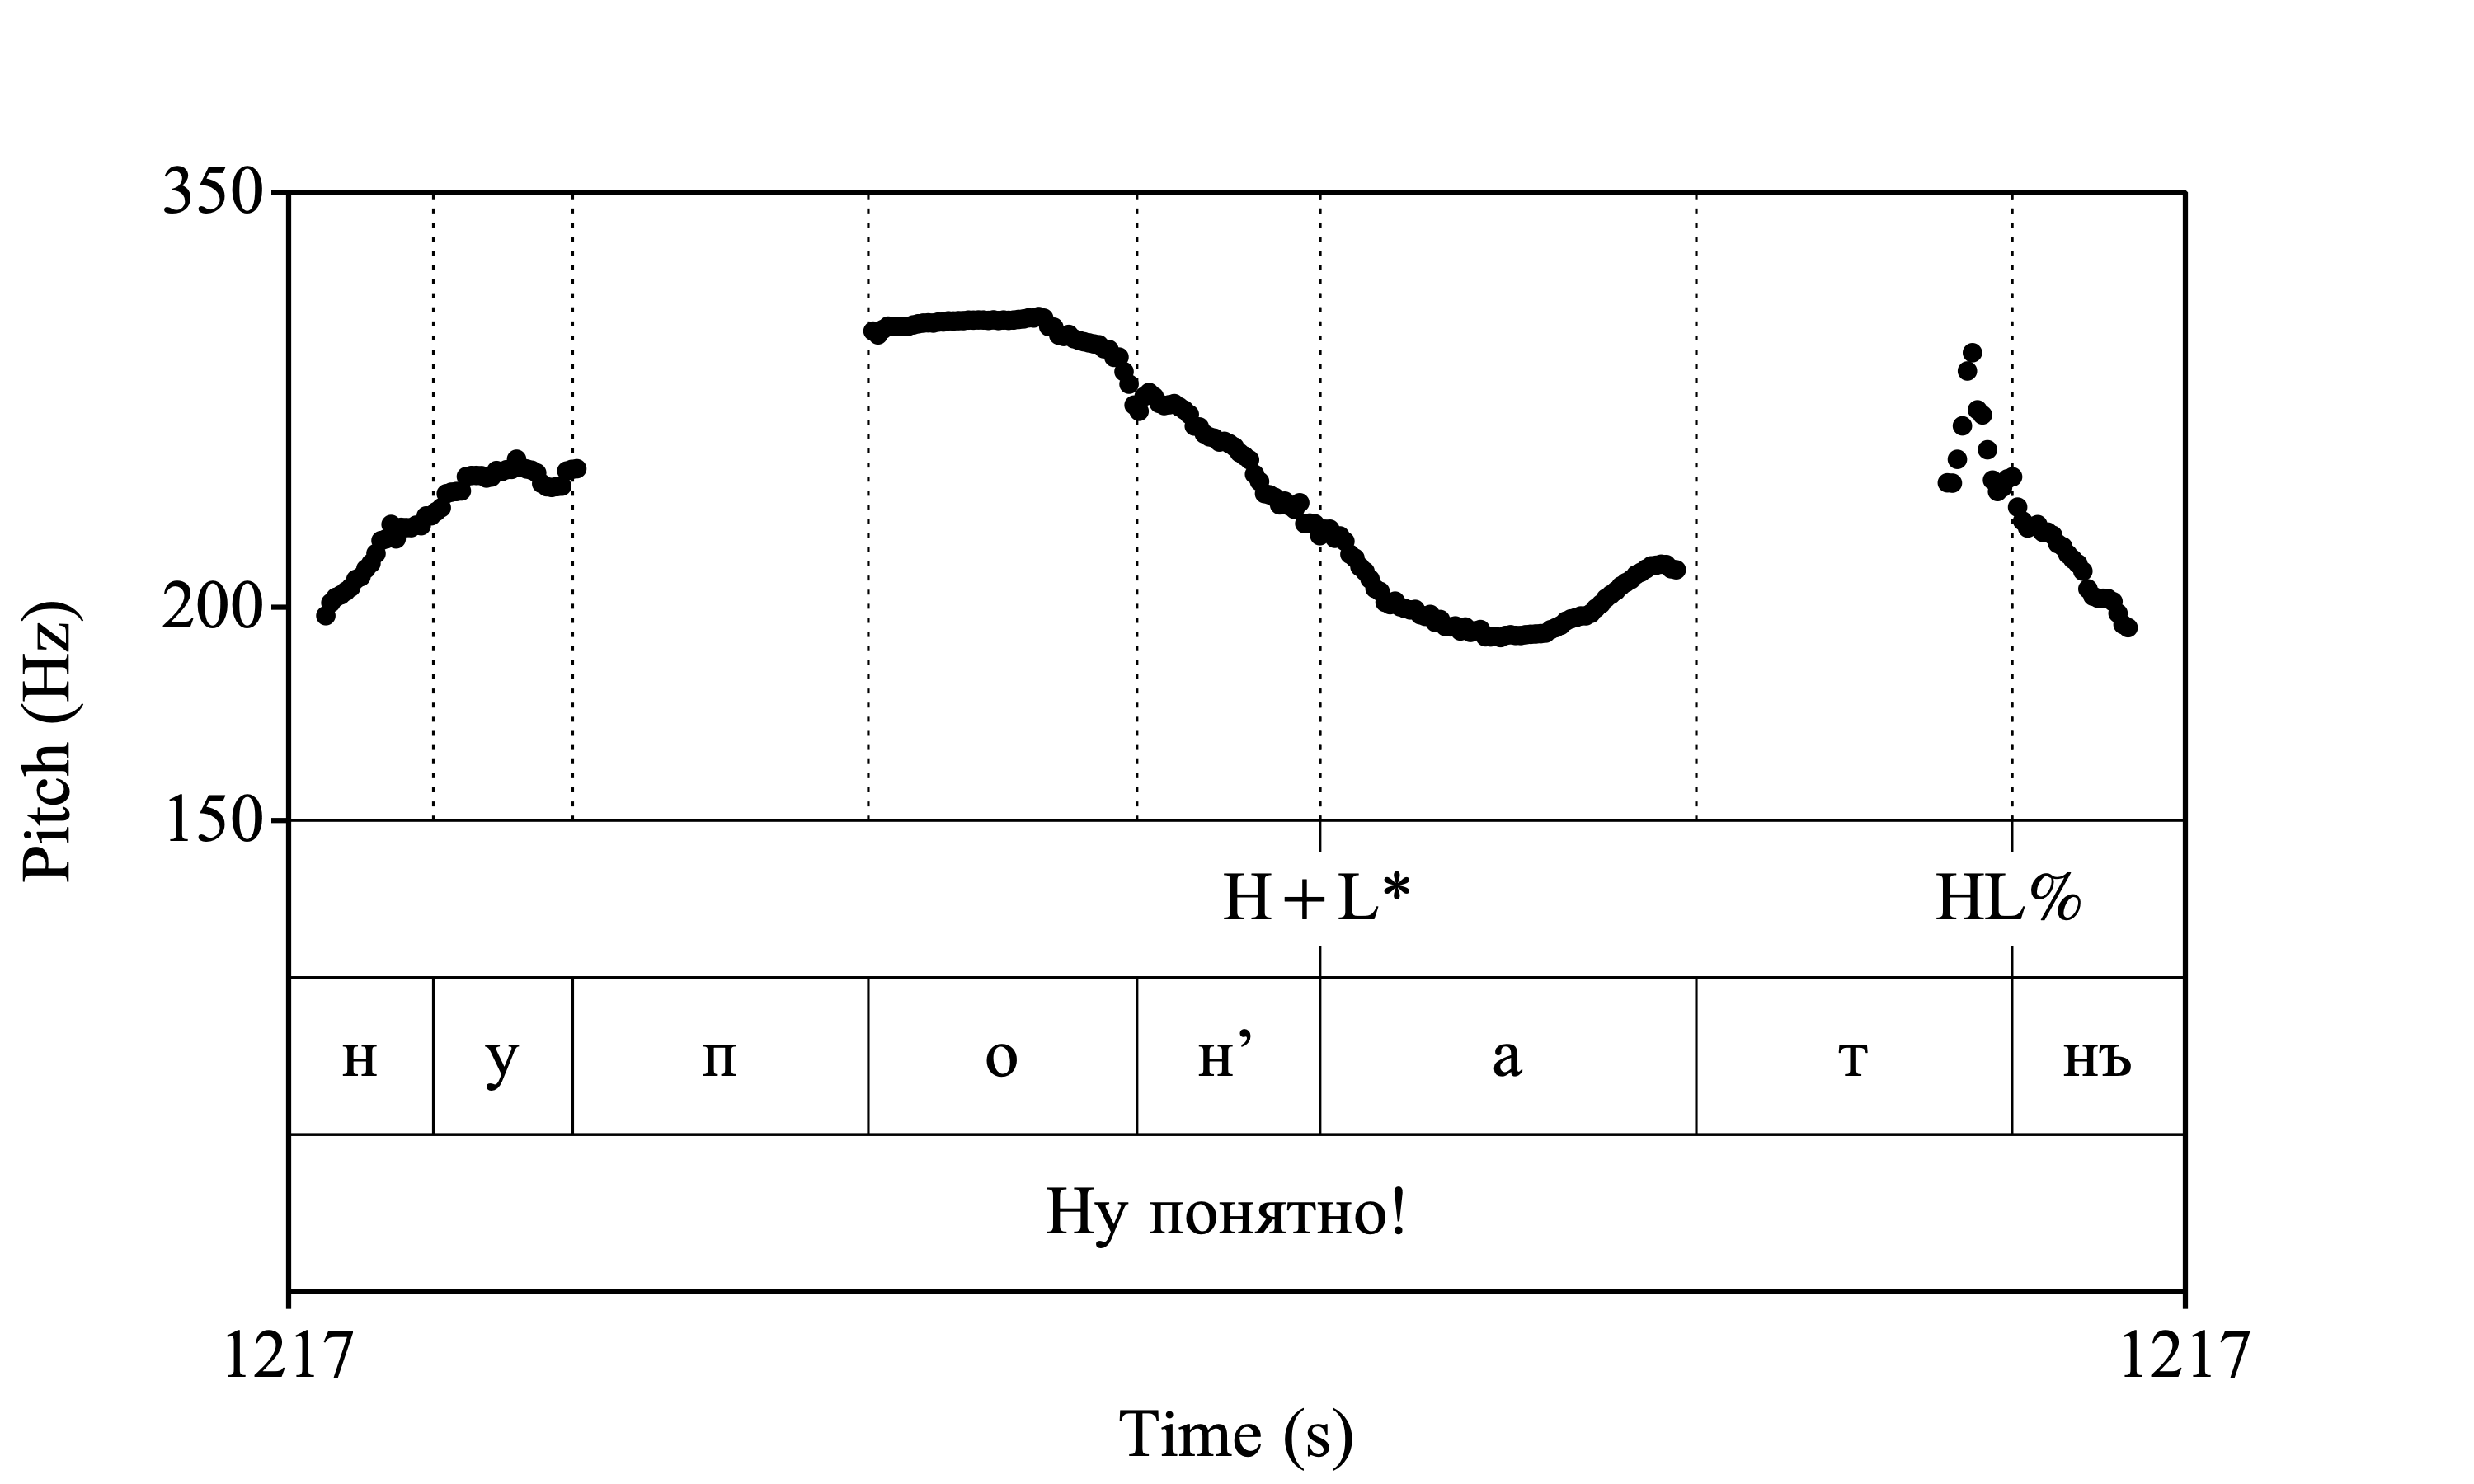 350
200
150
Pitch (Hz)
H+L* HL%
н у п о н’ а т нъ
Ну понятно!
1217 1217
Time (s)